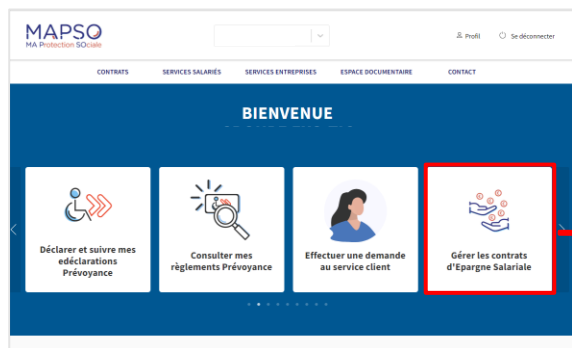 MAPSO
MA Protection SOciale
Profil
Se déconnecter
CONTRATS
SERVICES SALARIÉS
SERVICES ENTREPRISES
ESPACE DOCUMENTAIRE
CONTACT
BIENVENUE
Déclarer et suivre mes
edéclarations
Prévoyance
Consulter mes
règlements Prévoyance
Effectuer une demande
au service client
Gérer les contrats
d'Epargne Salariale